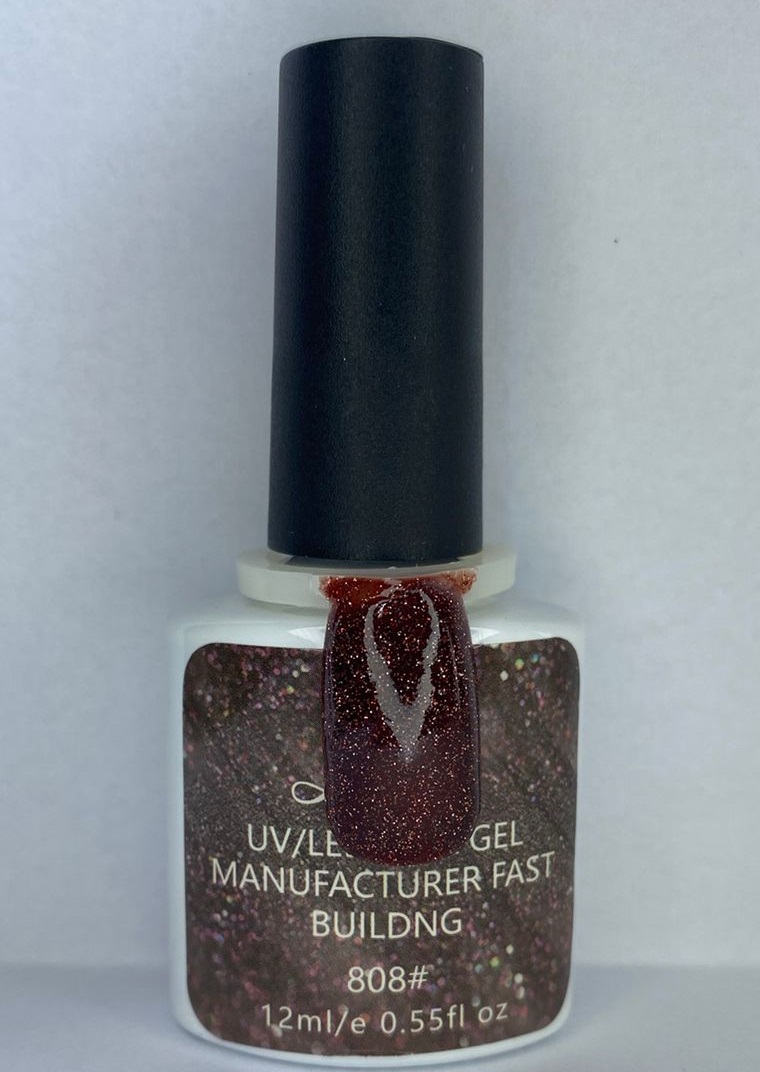 UV/LE GEL
MANUFACTURER FAST
BUILDNG
808#
12ml/e 0.55fl oz